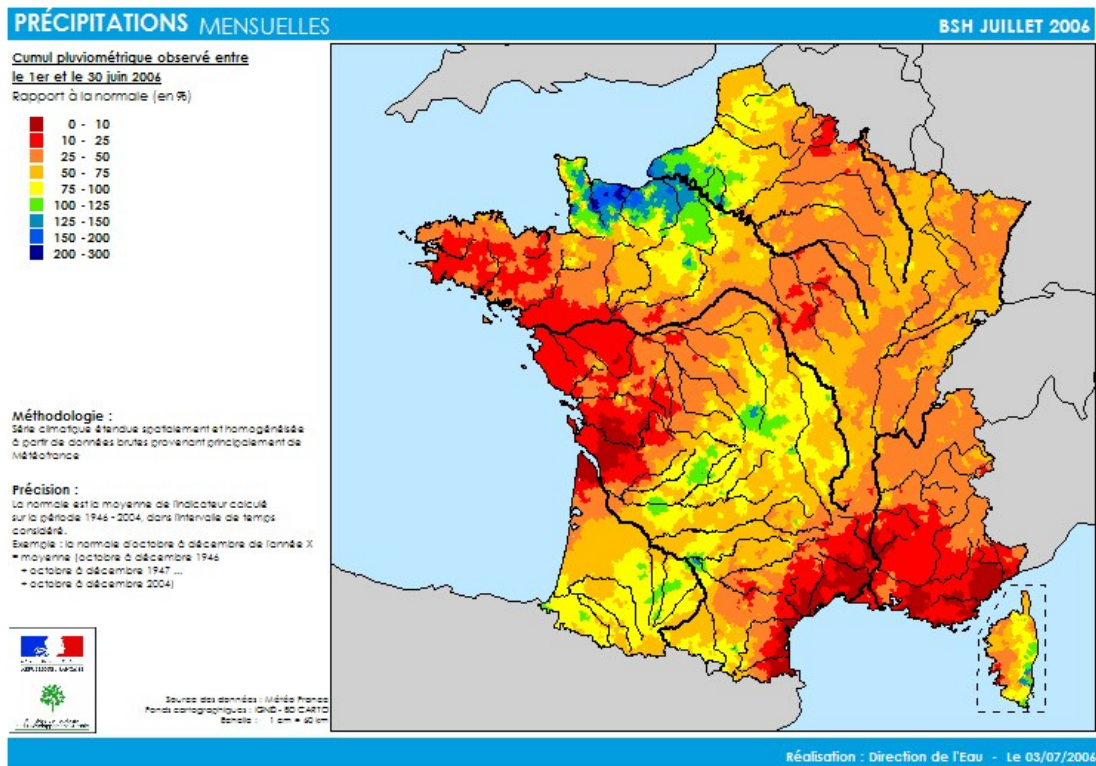 PRÉCIPITATIONS MENSUELLES
BSH JUILLET 2006
Cumul pluviométrique observé entre
le 1er et le 30 juin 2006
Rapport à la normale (en %)
0 - 10
10 - 25
25 - 50
50 - 75
75 - 100
100 - 125
125 - 150
150 - 200
200 - 300
Méthodologie :
Série climatique étendue spatialement et homogénéisée
à partir de données brutes provenant principalement de
Météofrance
Précision :
La normale est la moyenne de l'indicateur calculé
sur la période 1946 - 2004, dans l'intervalle de temps
considéré.
Exemple : la normale d'octobre à décembre de l'année X
= moyenne (octobre à décembre 1946
+ octobre à décembre 1947 ...
+ octobre à décembre 2004)
RÉPUBLIQUE FRANÇAISE
Source des données : Météo France
Fonds cartographiques : IGN© - BD CARTO
Echelle : 1 cm = 60 km
Réalisation : Direction de l'Eau - Le 03/07/2006